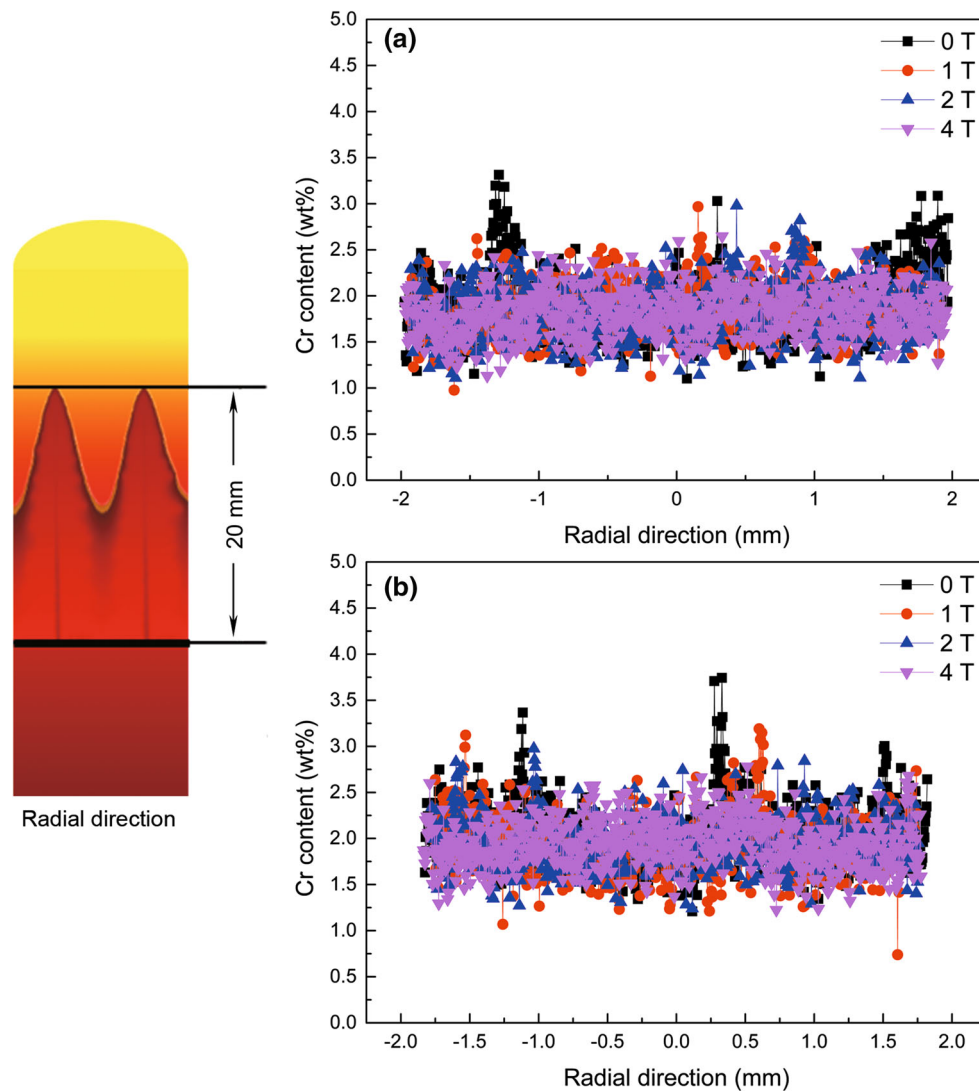 20 mm
Radial direction
(a)
0 T
1 T
2 T
4 T
Cr content (wt%)
5.0
4.5
4.0
3.5
3.0
2.5
2.0
1.5
1.0
0.5
0.0
-2
-1
0
1
2
Radial direction (mm)
(b)
0 T
1 T
2 T
4 T
Cr content (wt%)
5.0
4.5
4.0
3.5
3.0
2.5
2.0
1.5
1.0
0.5
0.0
-2.0
-1.5
-1.0
-0.5
0.0
0.5
1.0
1.5
2.0
Radial direction (mm)